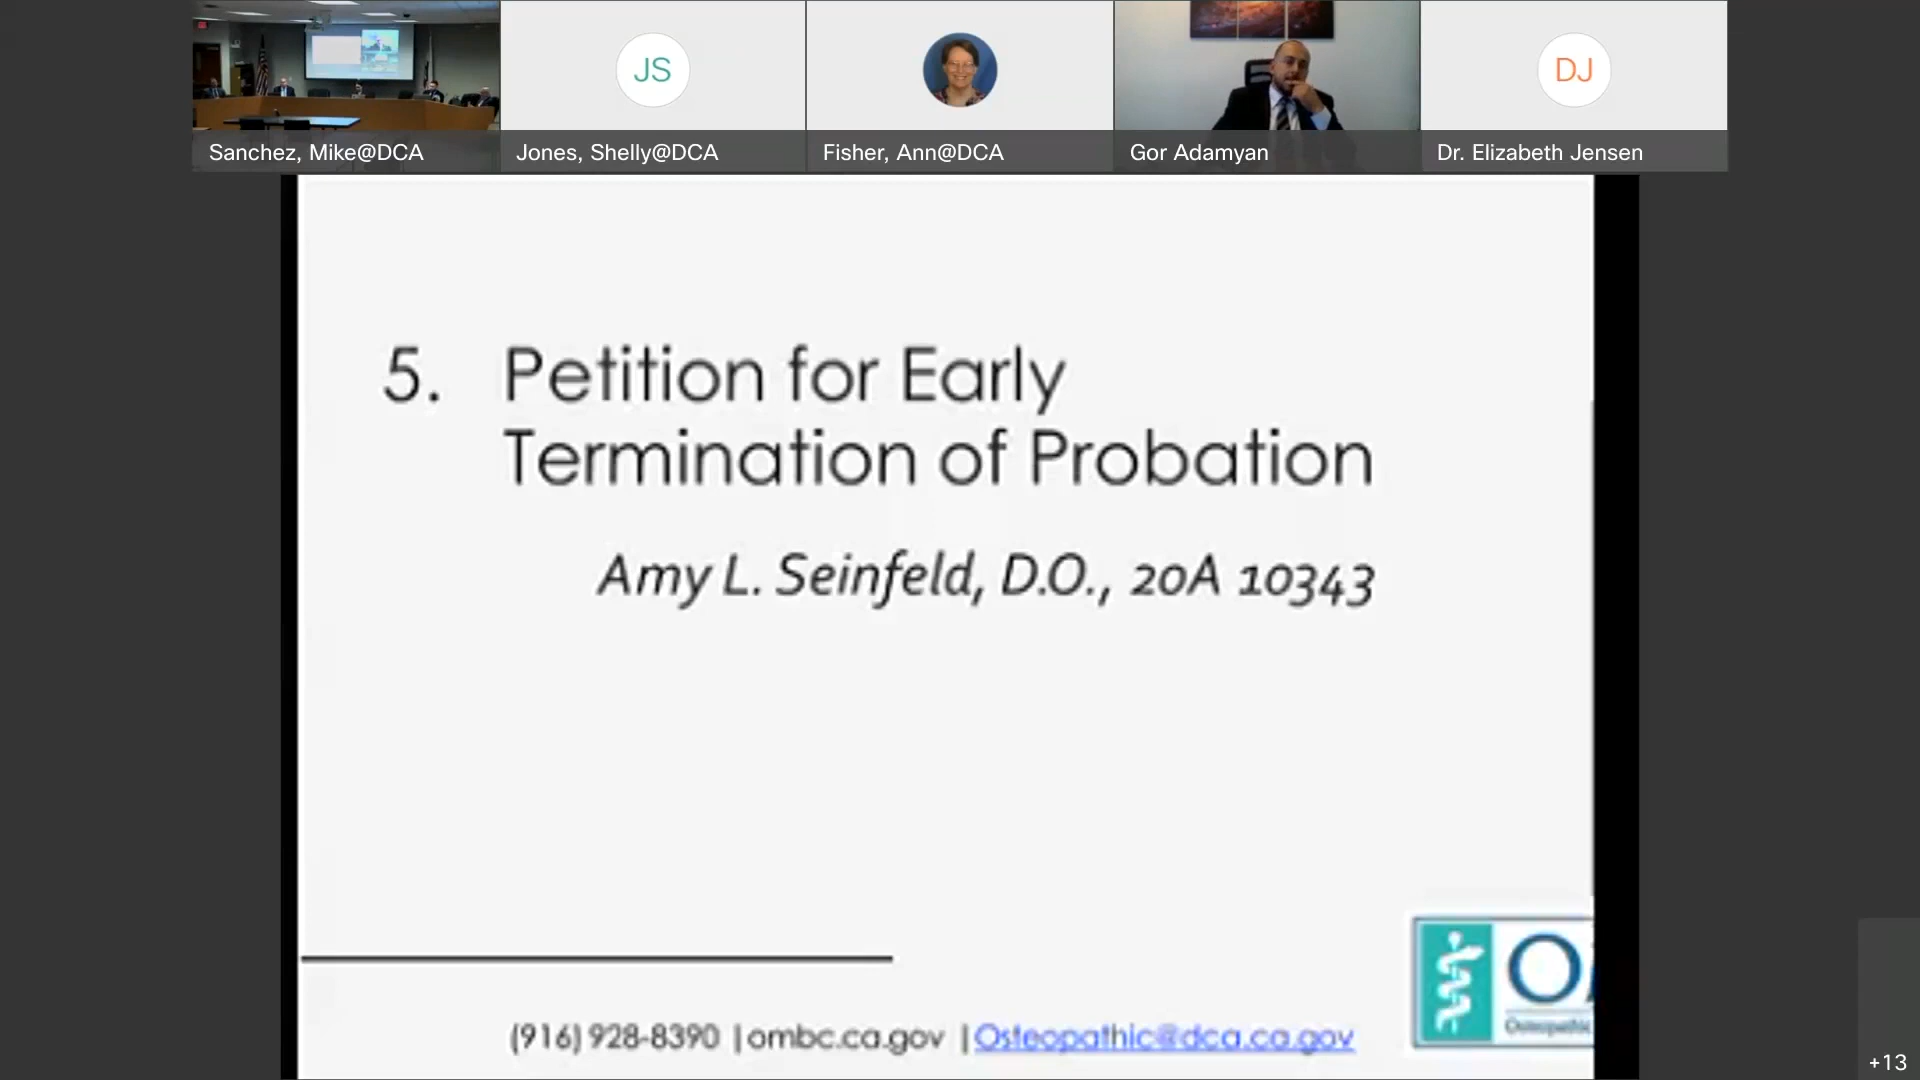 JS
DJ
Sanchez, Mike@DCA
Jones, Shelly@DCA
Fisher, Ann@DCA
Gor Adamyan
Dr. Elizabeth Jensen
5. Petition for Early
Termination of Probation
Amy L. Seinfeld, D.O., 20A 10343
O
Osteopathic
(916) 928-8390 | ombc.ca.gov | Osteopathic@dca.ca.gov
+13